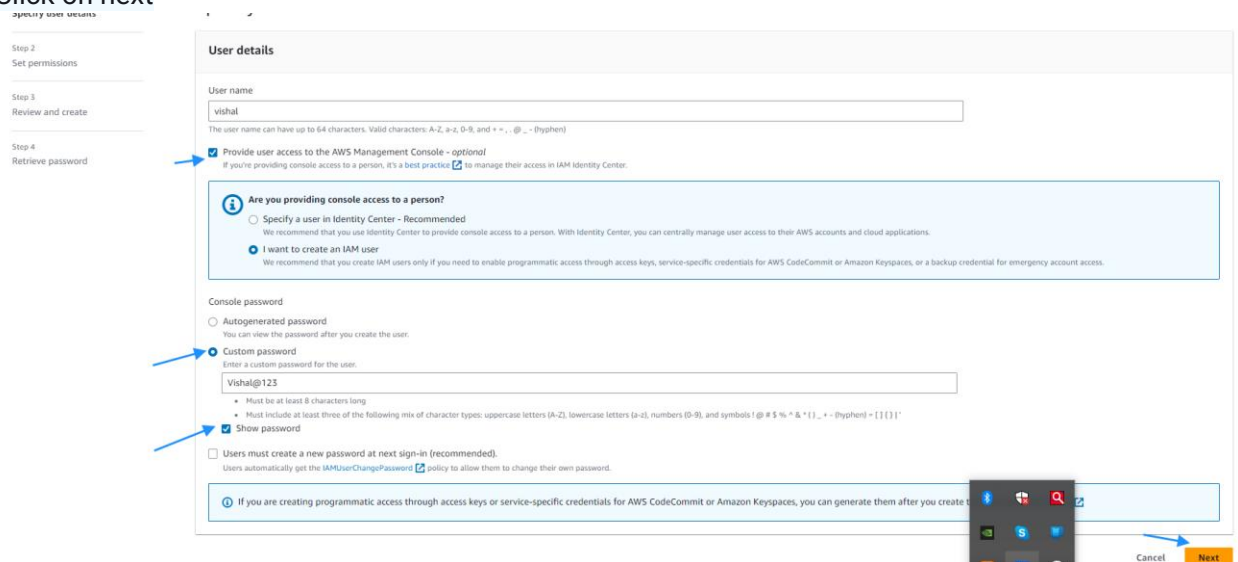 Click on next
Specify user details
Step 2
Set permissions
Step 3
Review and create
Step 4
Retrieve password
User details
User name
vishal
The user name can have up to 64 characters. Valid characters: A-Z, a-z, 0-9, and + = , . @ _ - (hyphen)
Provide user access to the AWS Management Console - optional
If you're providing console access to a person, it's a best practice to manage their access in IAM Identity Center.
Are you providing console access to a person?
Specify a user in Identity Center - Recommended
We recommend that you use Identity Center to provide console access to a person. With Identity Center, you can centrally manage user access to their AWS accounts and cloud applications.
I want to create an IAM user
We recommend that you create IAM users only if you need to enable programmatic access through access keys, service-specific credentials for AWS CodeCommit or Amazon Keyspaces, or a backup credential for emergency account access.
Console password
Autogenerated password
You can view the password after you create the user.
Custom password
Enter a custom password for the user.
Vishal@123
• Must be at least 8 characters long
• Must include at least three of the following mix of character types: uppercase letters (A-Z), lowercase letters (a-z), numbers (0-9), and symbols ! @ # $ % ^ & * ( ) _ + - (hyphen) = [ ] { } | '
Show password
Users must create a new password at next sign-in (recommended).
Users automatically get the IAMUserChangePassword policy to allow them to change their own password.
If you are creating programmatic access through access keys or service-specific credentials for AWS CodeCommit or Amazon Keyspaces, you can generate them after you create
Cancel
Next